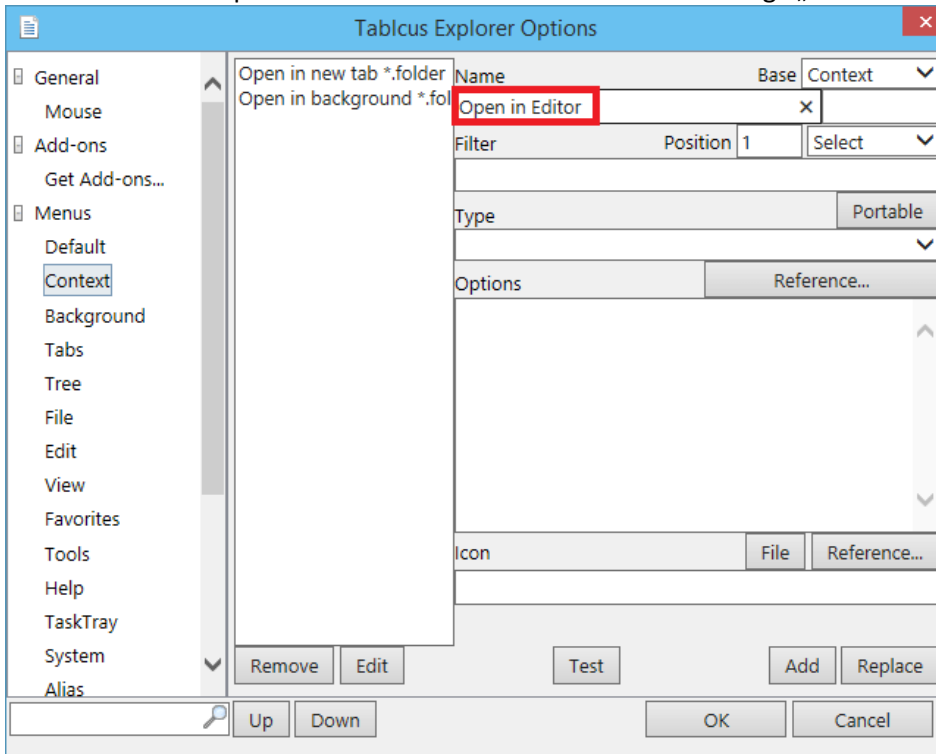 Tablcus Explorer Options
General
Mouse
Add-ons
Get Add-ons...
Menus
Default
Context
Background
Tabs
Tree
File
Edit
View
Favorites
Tools
Help
TaskTray
System
Alias
Open in new tab *.folder
Open in background *.fol
Name Base Context
Open in Editor
Filter Position 1 Select
Type Portable
Options Reference...
Icon File Reference...
Remove Edit Test Add Replace
Up Down OK Cancel